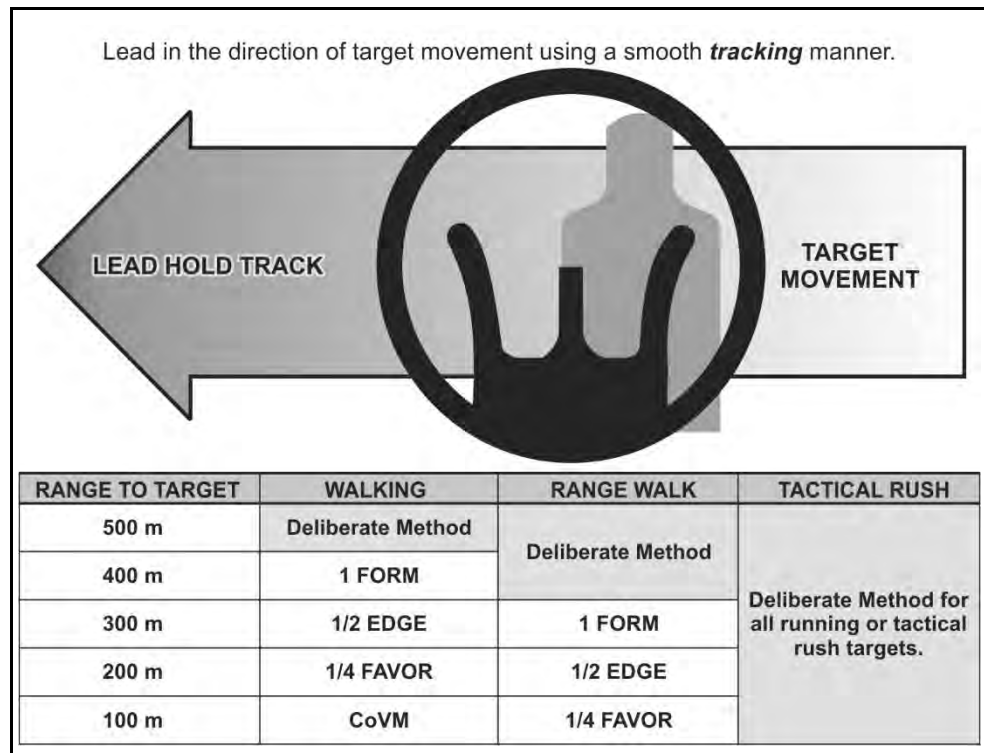 Lead in the direction of target movement using a smooth tracking manner.
LEAD HOLD TRACK
TARGET
MOVEMENT
RANGE TO TARGET WALKING RANGE WALK TACTICAL RUSH
500 m Deliberate Method
Deliberate Method
400 m 1 FORM
Deliberate Method for
all running or tactical
rush targets.
300 m 1/2 EDGE 1 FORM
200 m 1/4 FAVOR 1/2 EDGE
100 m CoVM 1/4 FAVOR